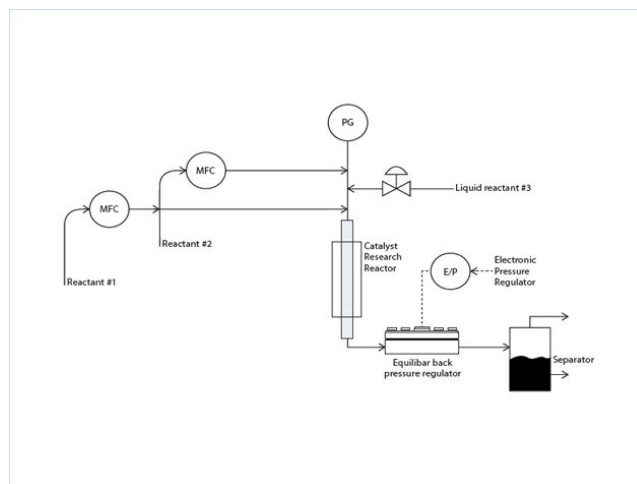 PG
MFC
MFC
Liquid reactant #3
Reactant #2
Reactant #1
Catalyst
Research
Reactor
E/P
Electronic
Pressure
Regulator
Equilibar back
pressure regulator
Separator